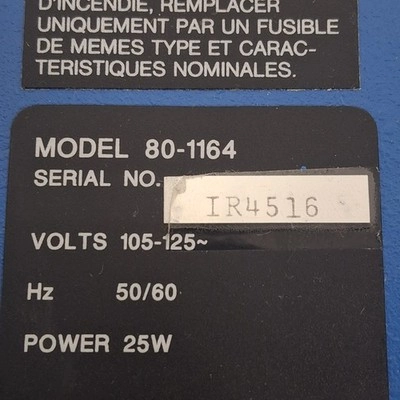 D'INCENDIE, REMPLACER
UNIQUEMENT PAR UN FUSIBLE
DE MEMES TYPE ET CARAC-
TERISTIQUES NOMINALES.
MODEL 80-1164
SERIAL NO. IR4516
VOLTS 105-125~
Hz 50/60
POWER 25W